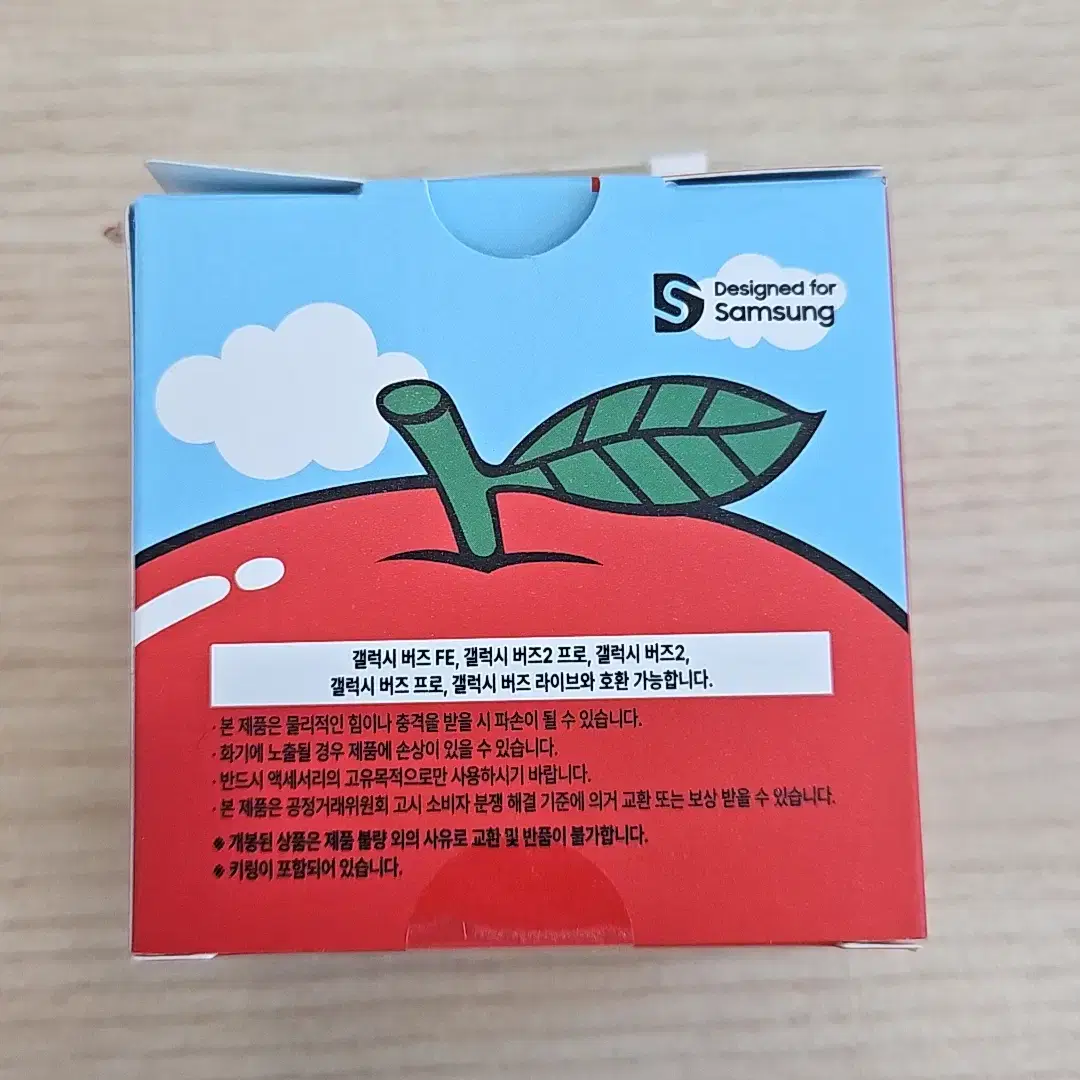 Designed for
Samsung
갤럭시 버즈 FE, 갤럭시 버즈2 프로, 갤럭시 버즈2,
갤럭시 버즈 프로, 갤럭시 버즈 라이브와 호환 가능합니다.
· 본 제품은 물리적인 힘이나 충격을 받을 시 파손이 될 수 있습니다.
· 화기에 노출될 경우 제품에 손상이 있을 수 있습니다.
· 반드시 액세서리의 고유목적으로만 사용하시기 바랍니다.
· 본 제품은 공정거래위원회 고시 소비자 분쟁 해결 기준에 의거 교환 또는 보상 받을 수 있습니다.
※ 개봉된 상품은 제품 불량 외의 사유로 교환 및 반품이 불가합니다.
※ 키링이 포함되어 있습니다.